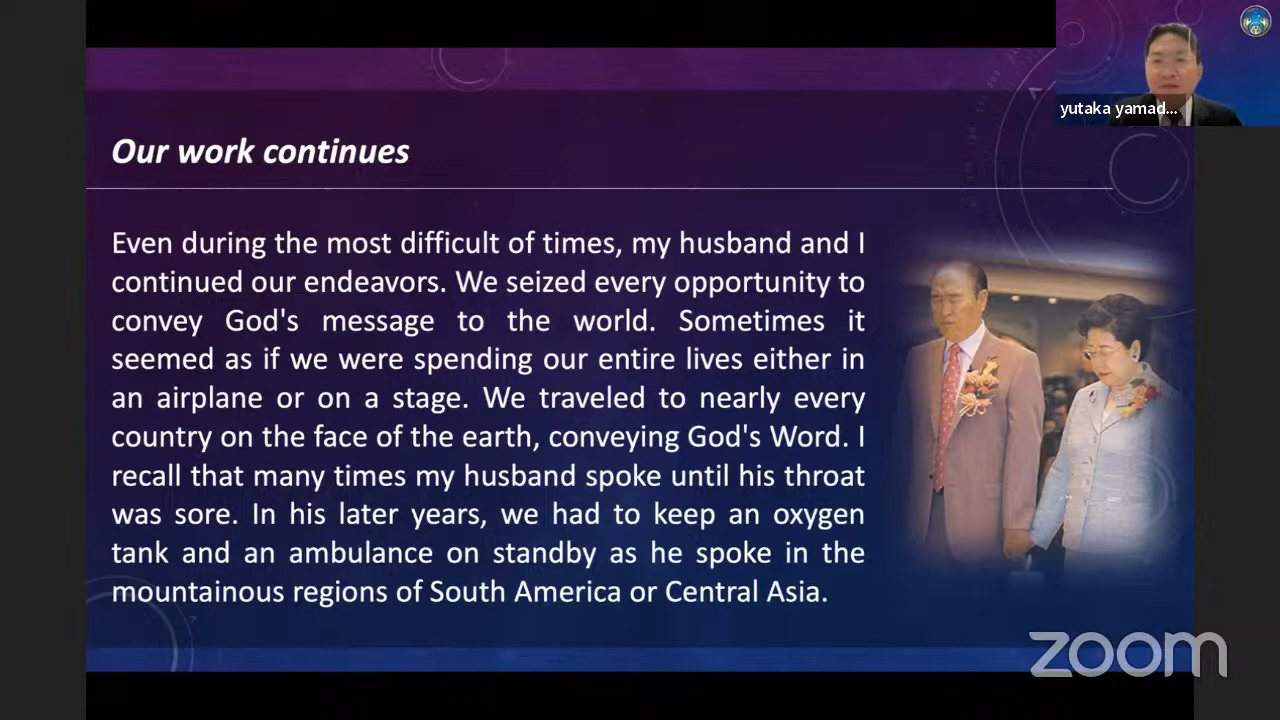 yutaka yamad...
Our work continues
Even during the most difficult of times, my husband and I
continued our endeavors. We seized every opportunity to
convey God's message to the world. Sometimes it
seemed as if we were spending our entire lives either in
an airplane or on a stage. We traveled to nearly every
country on the face of the earth, conveying God's Word. I
recall that many times my husband spoke until his throat
was sore. In his later years, we had to keep an oxygen
tank and an ambulance on standby as he spoke in the
mountainous regions of South America or Central Asia.
zoom